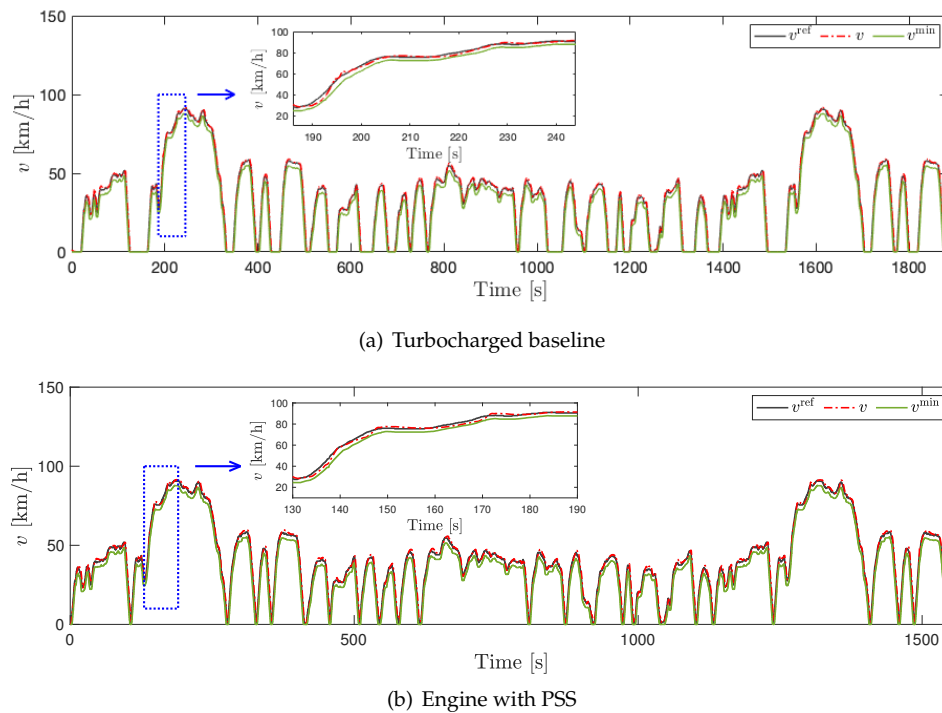 150
100
50
0
v [km/h]
0 200 400 600 800 1000 1200 1400 1600 1800
Time [s]
v^ref v v^min
100
80
60
40
20
v [km/h]
190 200 210 220 230 240
Time [s]
(a) Turbocharged baseline
150
100
50
0
v [km/h]
0 500 1000 1500
Time [s]
v^ref v v^min
100
80
60
40
20
v [km/h]
130 140 150 160 170 180 190
Time [s]
(b) Engine with PSS